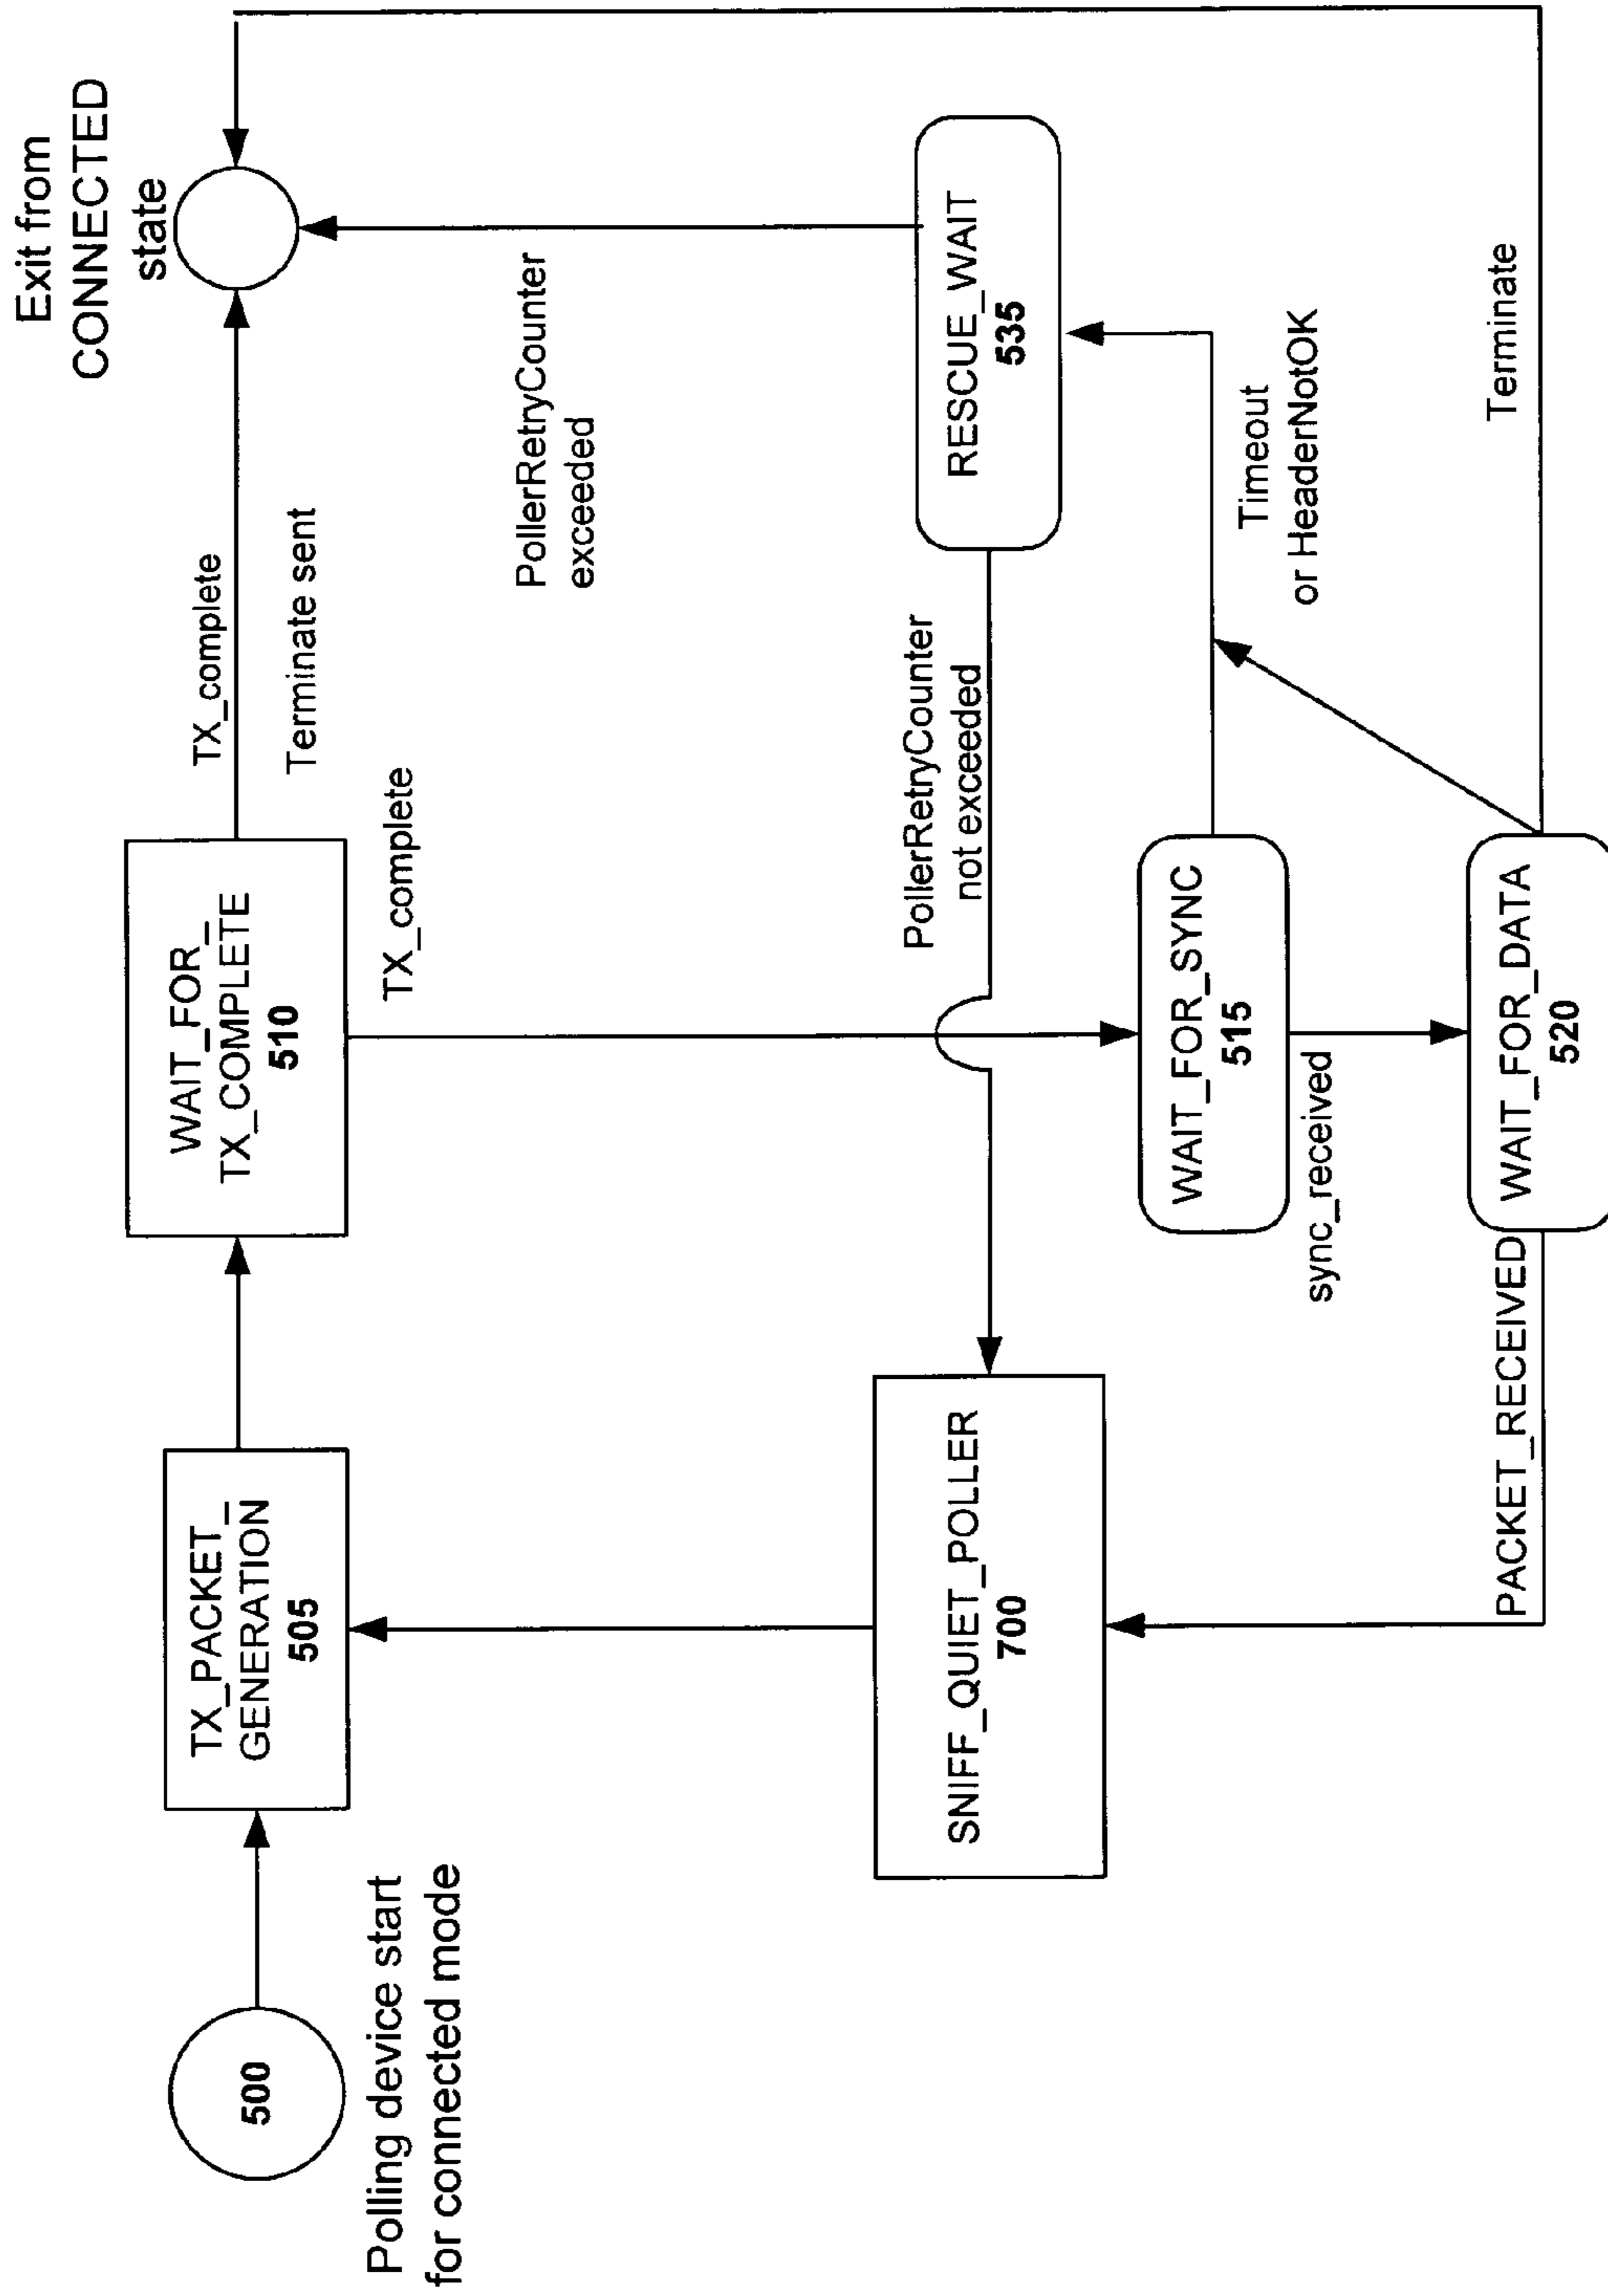 Exit from
CONNECTED
state
500
Polling device start
for connected mode
TX_PACKET_
GENERATION
505
WAIT_FOR_
TX_COMPLETE
510
TX_complete
Terminate sent
TX_complete
PollerRetryCounter
exceeded
SNIFF_QUIET_POLLER
700
PollerRetryCounter
not exceeded
RESCUE_WAIT
535
WAIT_FOR_SYNC
515
Timeout
or HeaderNotOK
sync_received
PACKET_RECEIVED
WAIT_FOR_DATA
520
Terminate